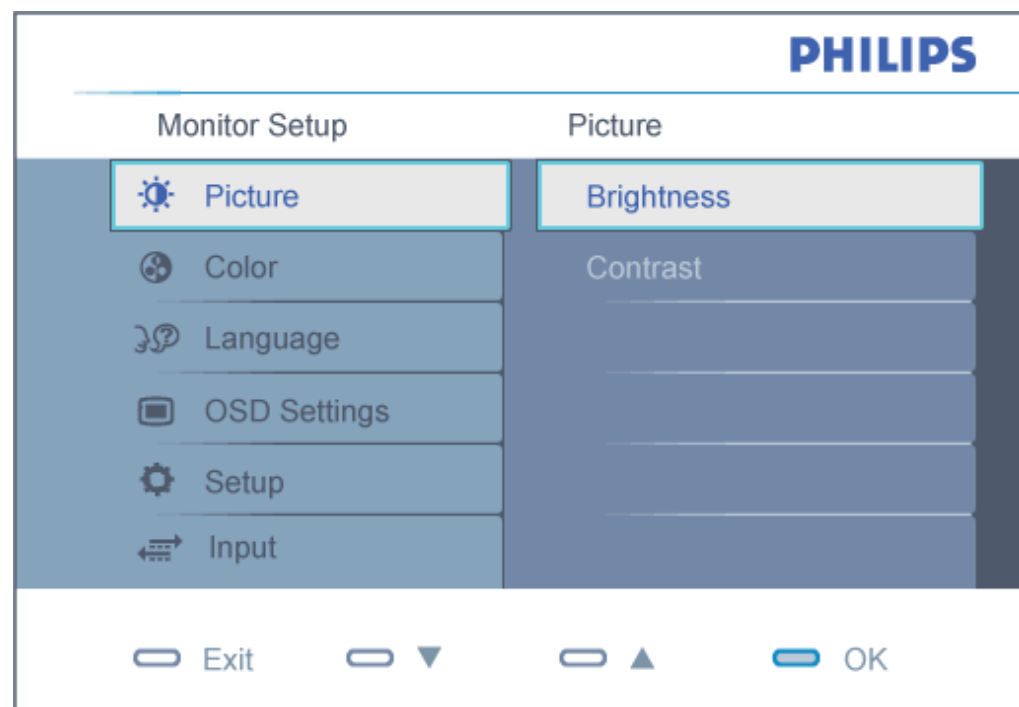 PHILIPS
Monitor Setup Picture
Picture Brightness
Color Contrast
Language
OSD Settings
Setup
Input
Exit ▼ ▲ OK